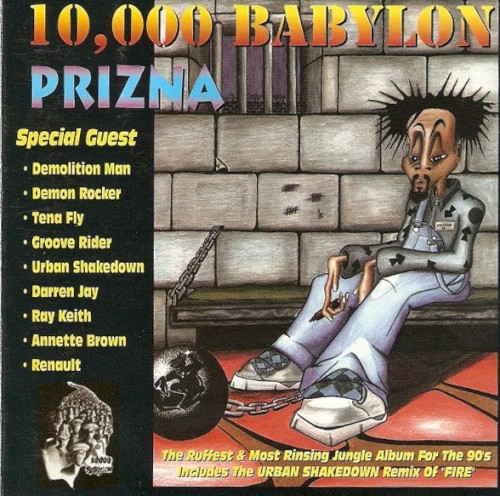 10,000 BABYLON
PRIZNA
Special Guest
• Demolition Man
• Demon Rocker
• Tena Fly
• Groove Rider
• Urban Shakedown
• Darren Jay
• Ray Keith
• Annette Brown
• Renault
10000
BABYLON
The Ruffest & Most Rinsing Jungle Album For The 90's
Includes The URBAN SHAKEDOWN Remix Of 'FIRE'